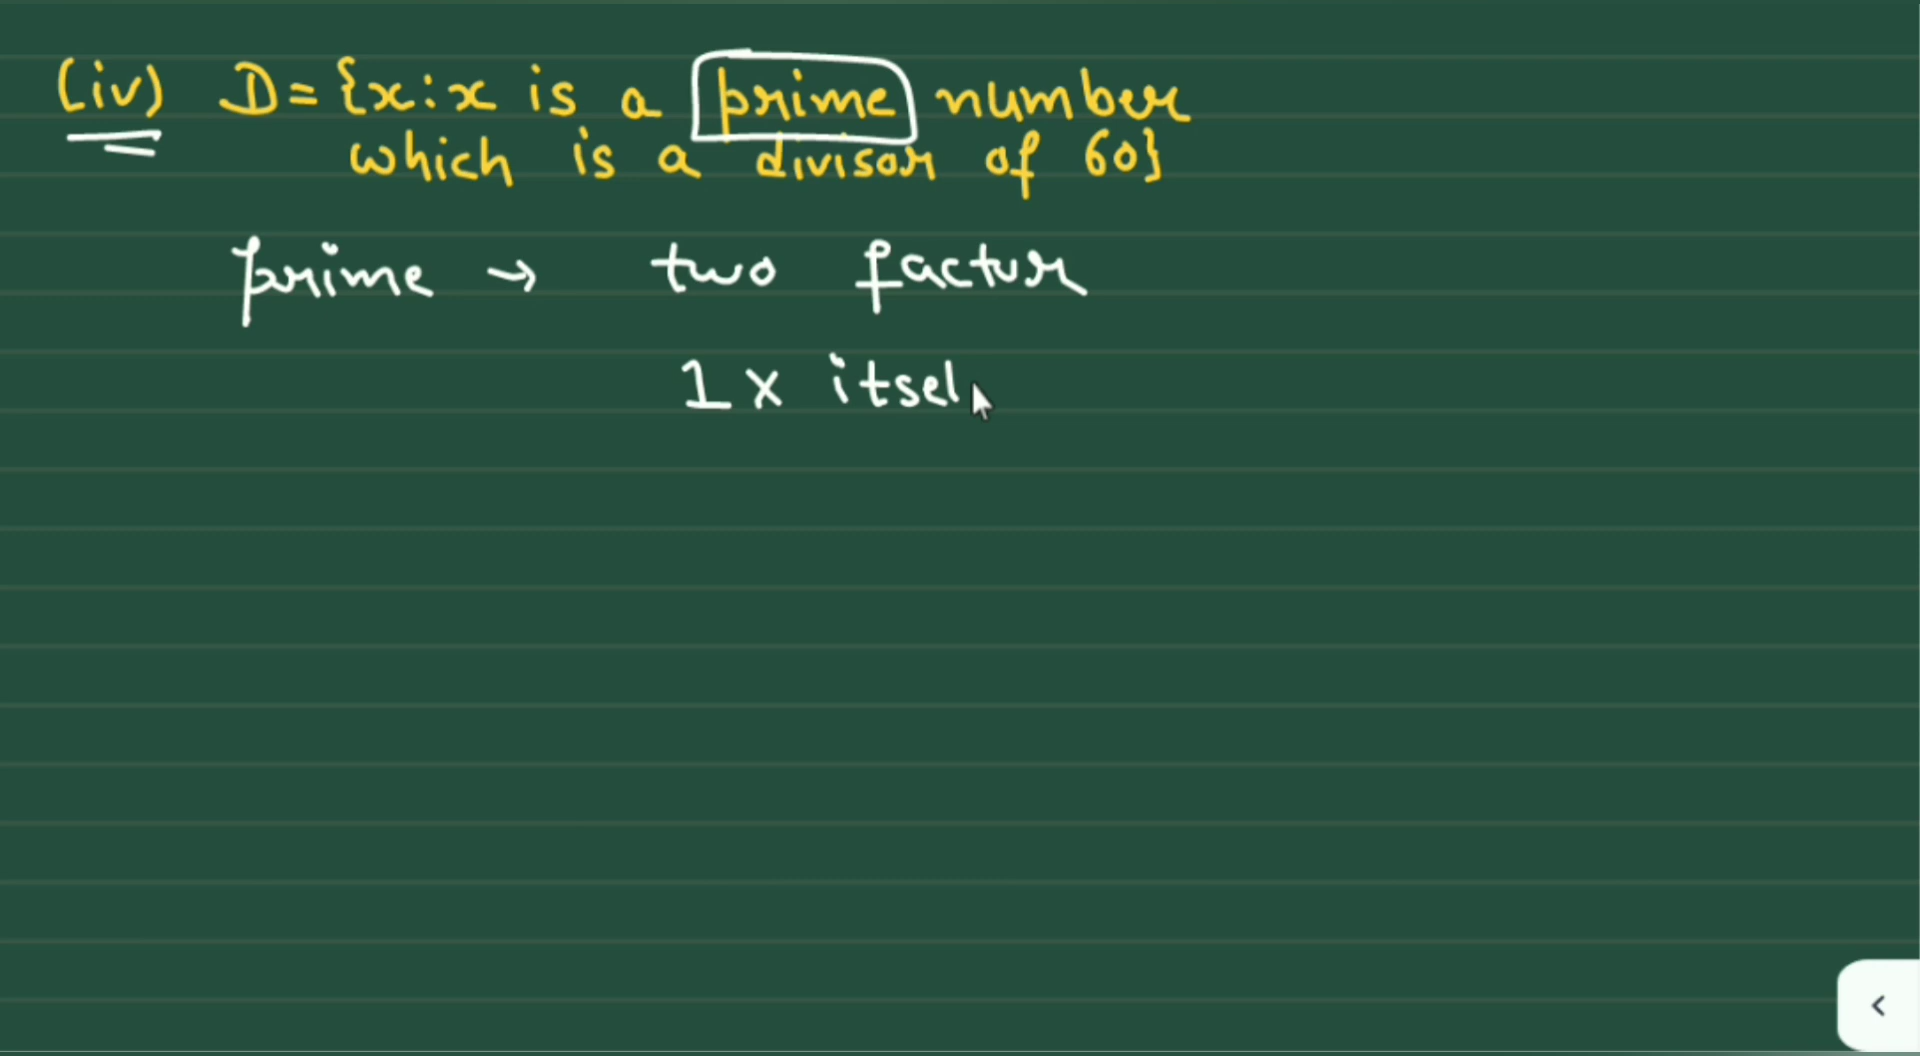 (iv) D={x:x is a prime number
which is a divisor of 60}
prime → two factor
1 x itsel